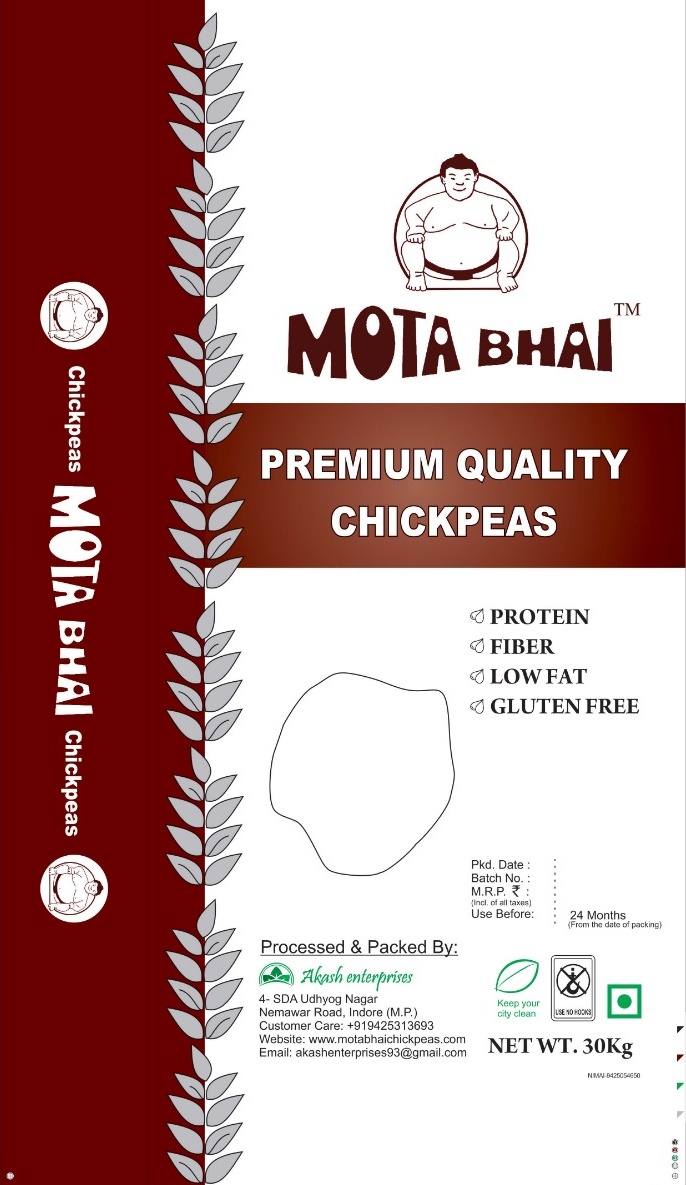 MOTA BHAI™
PREMIUM QUALITY
CHICKPEAS
PROTEIN
FIBER
LOW FAT
GLUTEN FREE
Pkd. Date :
Batch No. :
M.R.P. ₹ :
(Incl. of all taxes)
Use Before: 24 Months
(From the date of packing)
Processed & Packed By:
Akash enterprises
4- SDA Udhyog Nagar
Nemawar Road, Indore (M.P.)
Customer Care: +919425313693
Website: www.motabhaichickpeas.com
Email: akashenterprises93@gmail.com
Keep your
city clean
USE NO HOOKS
NET WT. 30Kg
NIMAI-9425054650
Chickpeas MOTA BHAI Chickpeas